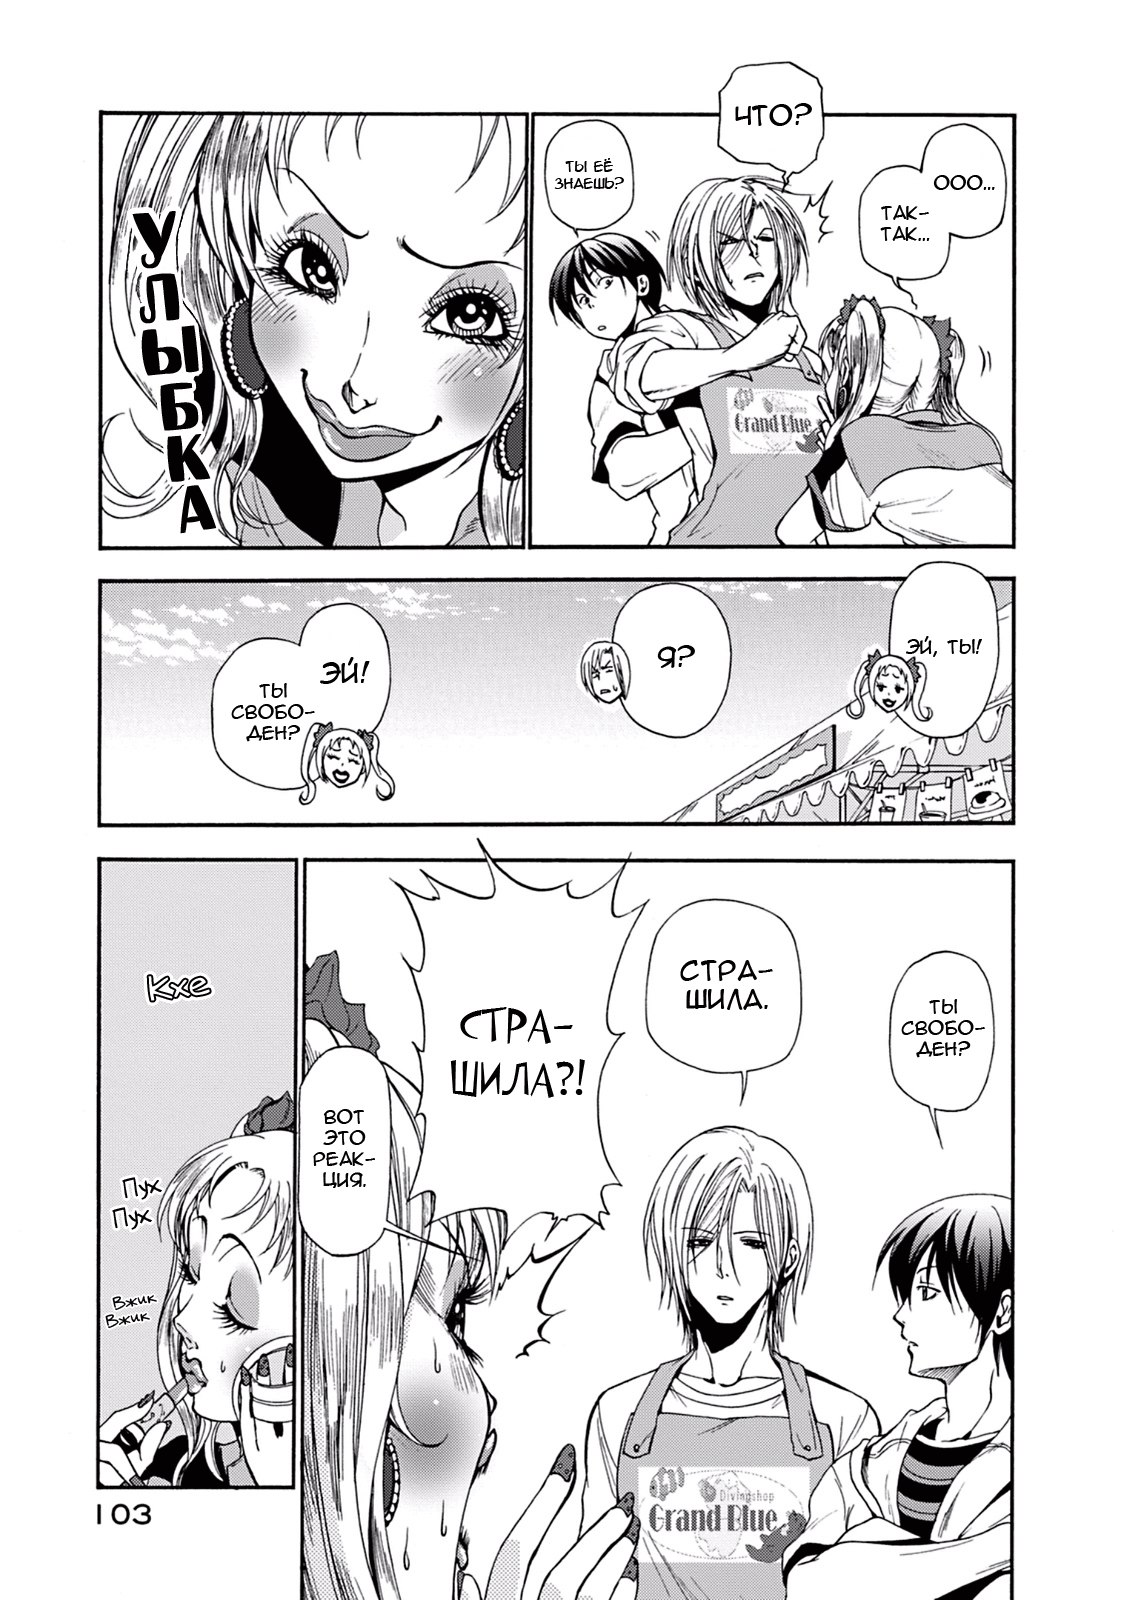 ЧТО?
ООО...
ТАК-
ТАК...
ТЫ ЕЁ
ЗНАЕШЬ?
Divingshop
Grand Blue
УЛЫБКА
ЭЙ, ТЫ!
Я?
ЭЙ!
ТЫ
СВОБО-
ДЕН?
ТЫ
СВОБО-
ДЕН?
СТРА-
ШИЛА.
СТРА-
ШИЛА?!
ВОТ
ЭТО
РЕАК-
ЦИЯ.
Divingshop
Grand Blue
Кхе
Пух
Пух
Вжик
Вжик
103